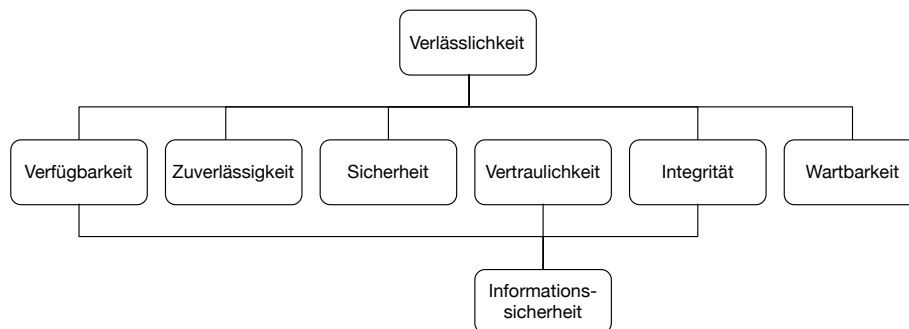 Verlässlichkeit
Verfügbarkeit
Zuverlässigkeit
Sicherheit
Vertraulichkeit
Integrität
Wartbarkeit
Informations-
sicherheit